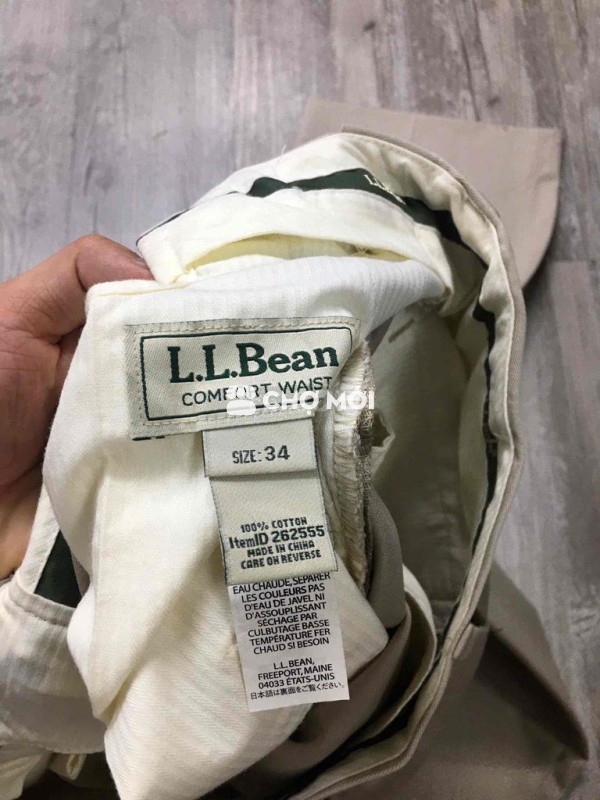 L.L.Bean
COMFORT WAIST
CHỢ MỚI
SIZE: 34
100% COTTON
ItemID 262555
MADE IN CHINA
CARE ON REVERSE
EAU CHAUDE, SEPARER
LES COULEURS PAS
D'EAU DE JAVEL NI
D'ASSOUPLISSANT
SÉCHAGE PAR
CULBUTAGE BASSE
TEMPÉRATURE FER
CHAUD SI BESOIN
L.L.BEAN,
FREEPORT, MAINE
04033 ÉTATS-UNIS
日本語は裏面をご覧ください。